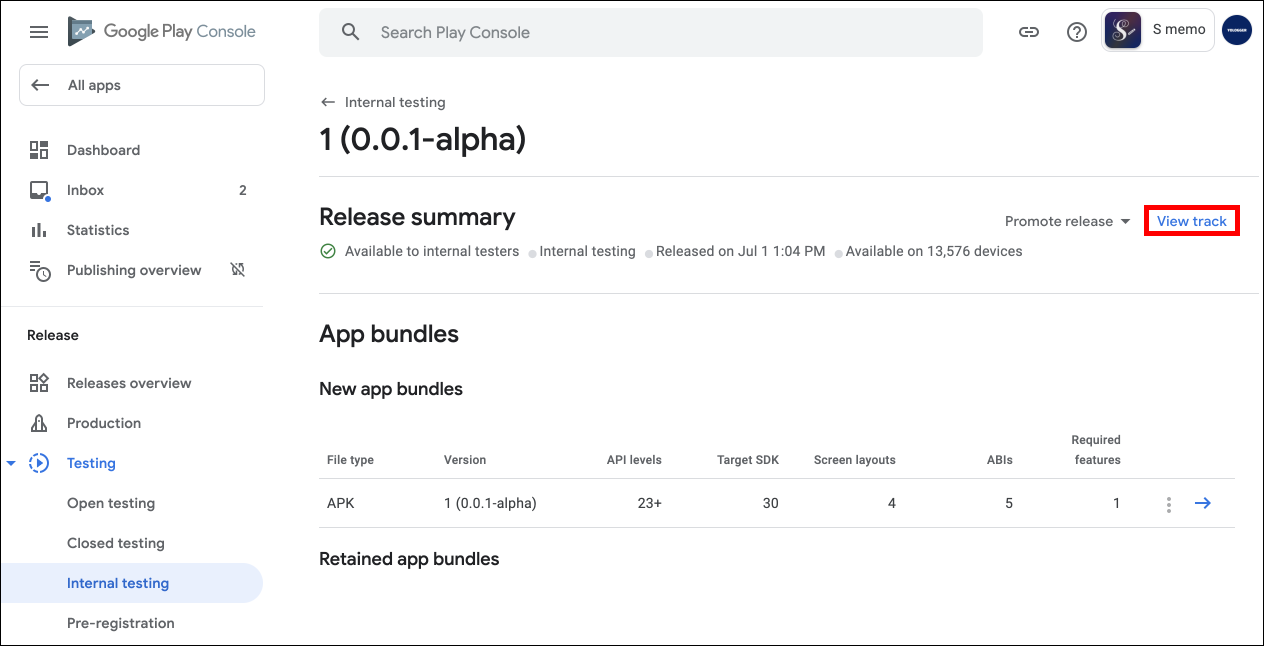 Google Play Console
Search Play Console
S memo
TOLONGAN
All apps
Dashboard
Inbox 2
Statistics
Publishing overview
Release
Releases overview
Production
Testing
Open testing
Closed testing
Internal testing
Pre-registration
Internal testing
1 (0.0.1-alpha)
Release summary
Promote release View track
Available to internal testers Internal testing Released on Jul 1 1:04 PM Available on 13,576 devices
App bundles
New app bundles
File type Version API levels Target SDK Screen layouts ABIs Required features
APK 1 (0.0.1-alpha) 23+ 30 4 5 1
Retained app bundles